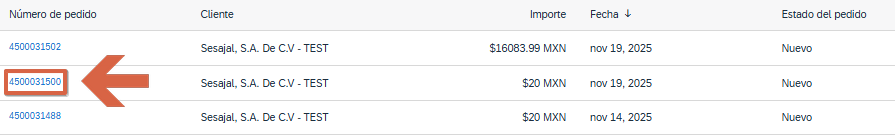 Número de pedido Cliente Importe Fecha ↓ Estado del pedido
4500031502 Sesajal, S.A. De C.V - TEST $16083.99 MXN nov 19, 2025 Nuevo
4500031500 Sesajal, S.A. De C.V - TEST $20 MXN nov 19, 2025 Nuevo
4500031488 Sesajal, S.A. De C.V - TEST $20 MXN nov 14, 2025 Nuevo